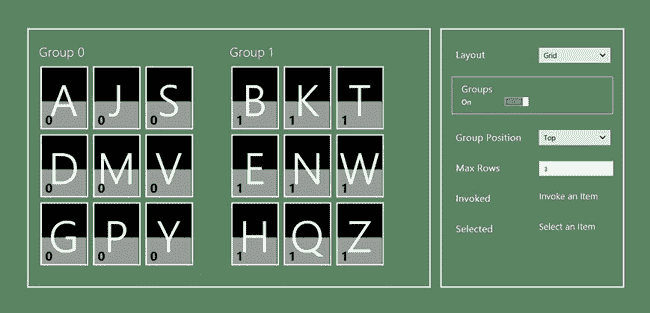 Group 0
Group 1
A J S B K T
0 0 0 1 1 1
D M V E N W
0 0 0 1 1 1
G P Y H Q Z
0 0 0 1 1 1
Layout Grid
Groups
On
Group Position Top
Max Rows 3
Invoked Invoke an Item
Selected Select an Item